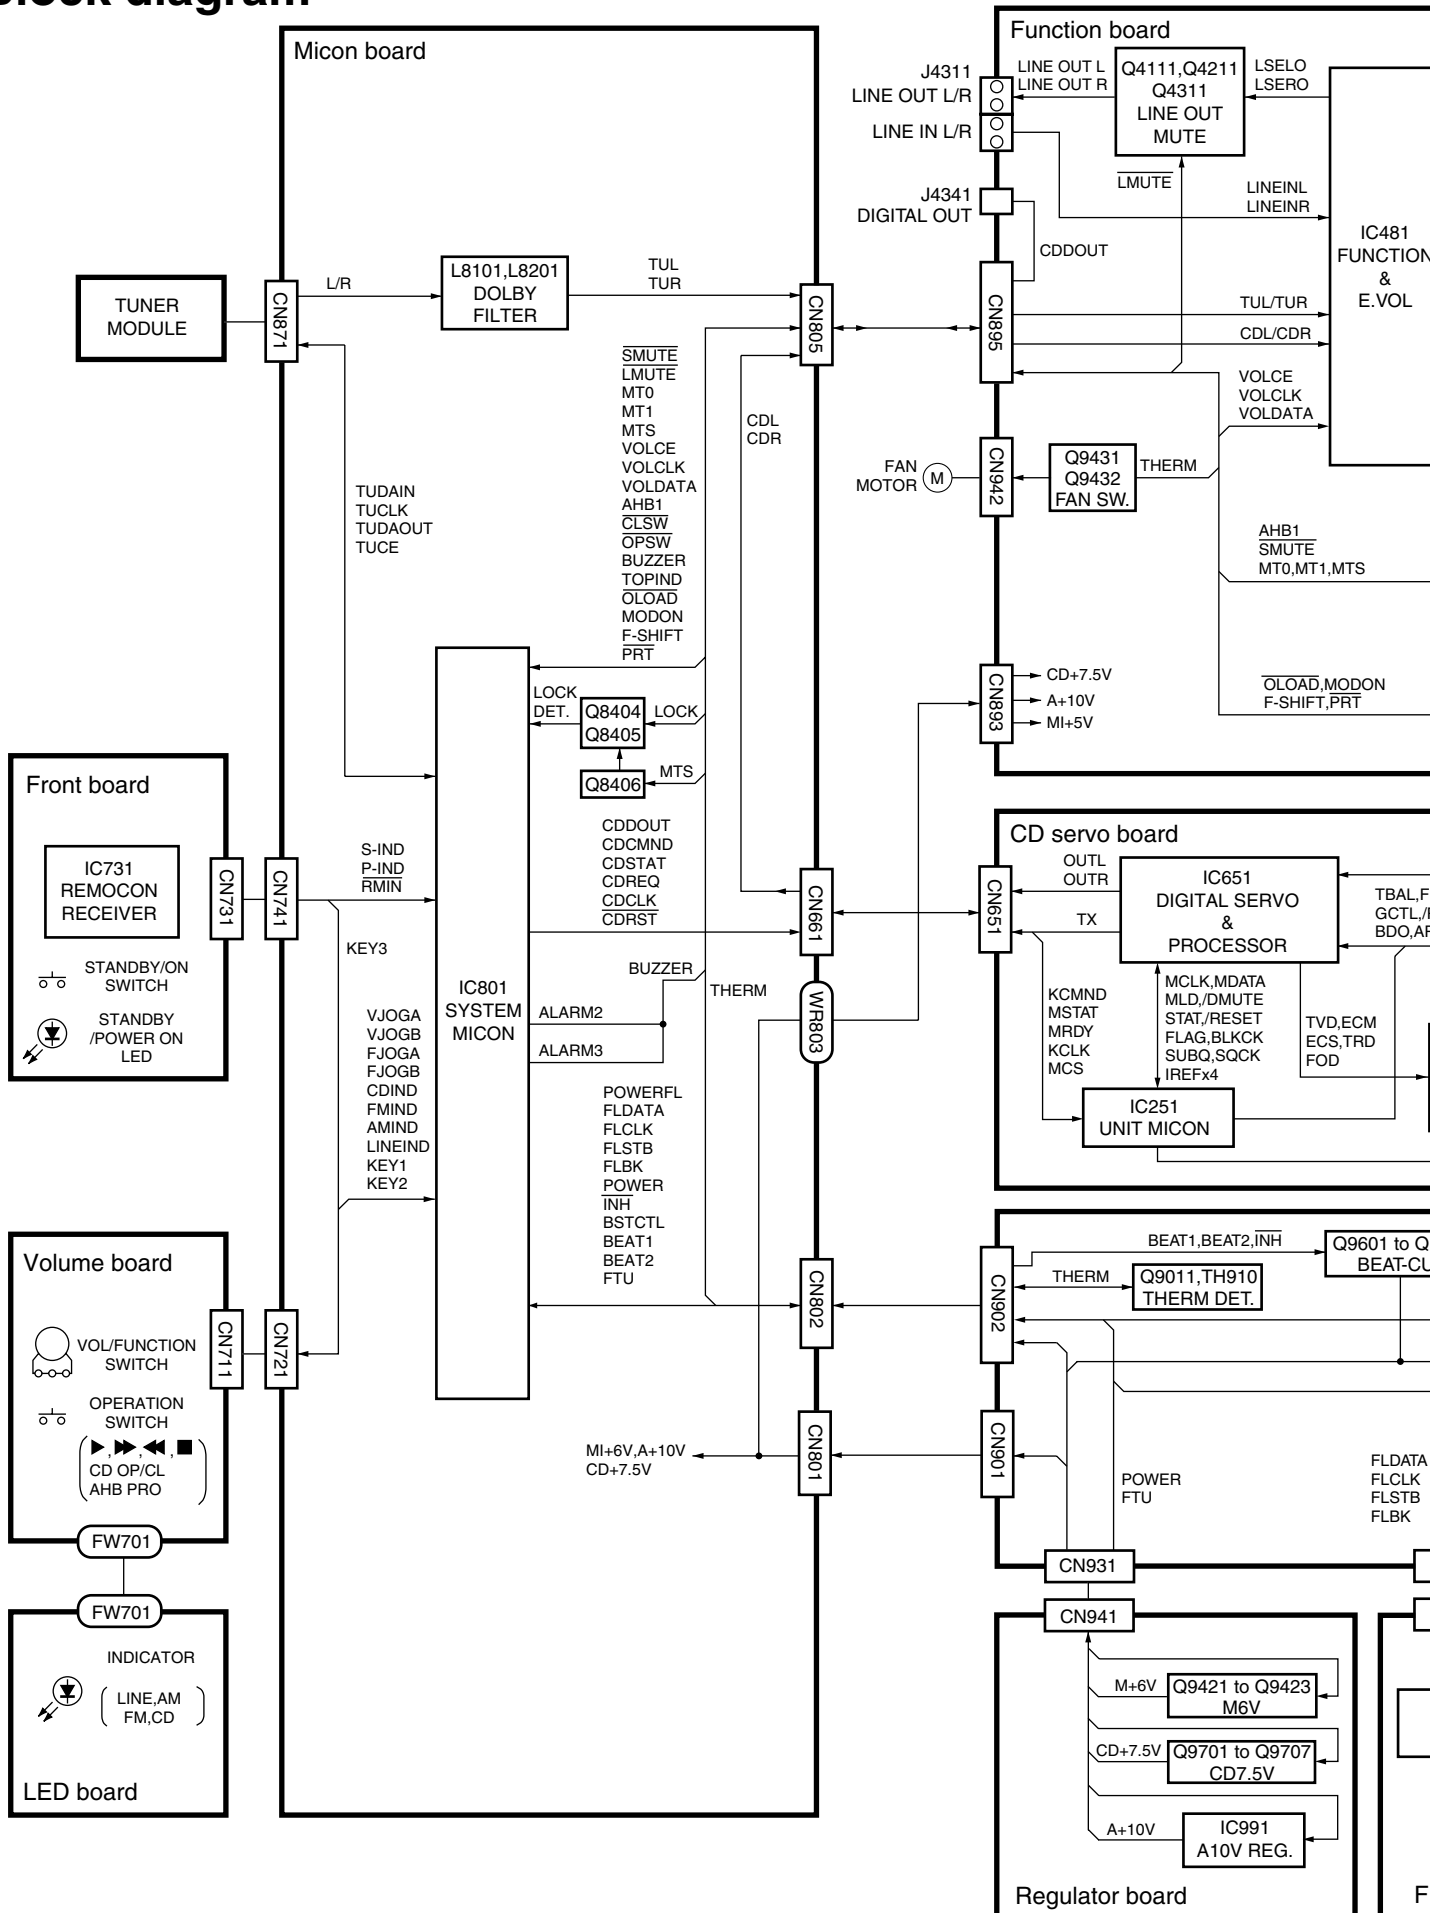 Block diagram
Micon board
TUNER
MODULE
CN871
L/R
L8101,L8201
DOLBY
FILTER
TUL
TUR
CN805
SMUTE
LMUTE
MT0
MT1
MTS
VOLCE
VOLCLK
VOLDATA
AHB1
CLSW
OPSW
BUZZER
TOPIND
OLOAD
MODON
F-SHIFT
PRT
CDL
CDR
TUDAIN
TUCLK
TUDAOUT
TUCE
LOCK
DET.
Q8404
Q8405
LOCK
Q8406
MTS
CDDOUT
CDCMND
CDSTAT
CDREQ
CDCLK
CDRST
CN661
IC801
SYSTEM
MICON
BUZZER
THERM
ALARM2
ALARM3
WR803
POWERFL
FLDATA
FLCLK
FLSTB
FLBK
POWER
INH
BSTCTL
BEAT1
BEAT2
FTU
CN802
MI+6V,A+10V
CD+7.5V
CN801
Front board
IC731
REMOCON
RECEIVER
CN731
CN741
STANDBY/ON
SWITCH
STANDBY
/POWER ON
LED
S-IND
P-IND
RMIN
KEY3
VJOGA
VJOGB
FJOGA
FJOGB
CDIND
FMIND
AMIND
LINEIND
KEY1
KEY2
Volume board
VOL/FUNCTION
SWITCH
CN711
CN721
OPERATION
SWITCH
, , ,
CD OP/CL
AHB PRO
FW701
FW701
INDICATOR
LINE,AM
FM,CD
LED board
Function board
J4311
LINE OUT L/R
LINE IN L/R
LINE OUT L
LINE OUT R
Q4111,Q4211
Q4311
LINE OUT
MUTE
LSELO
LSERO
LMUTE
J4341
DIGITAL OUT
CDDOUT
LINEINL
LINEINR
IC481
FUNCTION
&
E.VOL
CN895
TUL/TUR
CDL/CDR
VOLCE
VOLCLK
VOLDATA
FAN
MOTOR
M
CN942
Q9431
Q9432
FAN SW.
THERM
AHB1
SMUTE
MT0,MT1,MTS
CN893
CD+7.5V
A+10V
MI+5V
OLOAD,MODON
F-SHIFT,PRT
CD servo board
CN651
OUTL
OUTR
TX
IC651
DIGITAL SERVO
&
PROCESSOR
TBAL,F
GCTL,/
BDO,A
KCMND
MSTAT
MRDY
KCLK
MCS
MCLK,MDATA
MLD,/DMUTE
STAT,/RESET
FLAG,BLKCK
SUBQ,SQCK
IREFx4
TVD,ECM
ECS,TRD
FOD
IC251
UNIT MICON
CN902
BEAT1,BEAT2,INH
Q9601 to Q
BEAT-CU
THERM
Q9011,TH910
THERM DET.
CN901
POWER
FTU
FLDATA
FLCLK
FLSTB
FLBK
CN931
CN941
M+6V
Q9421 to Q9423
M6V
CD+7.5V
Q9701 to Q9707
CD7.5V
A+10V
IC991
A10V REG.
Regulator board
F